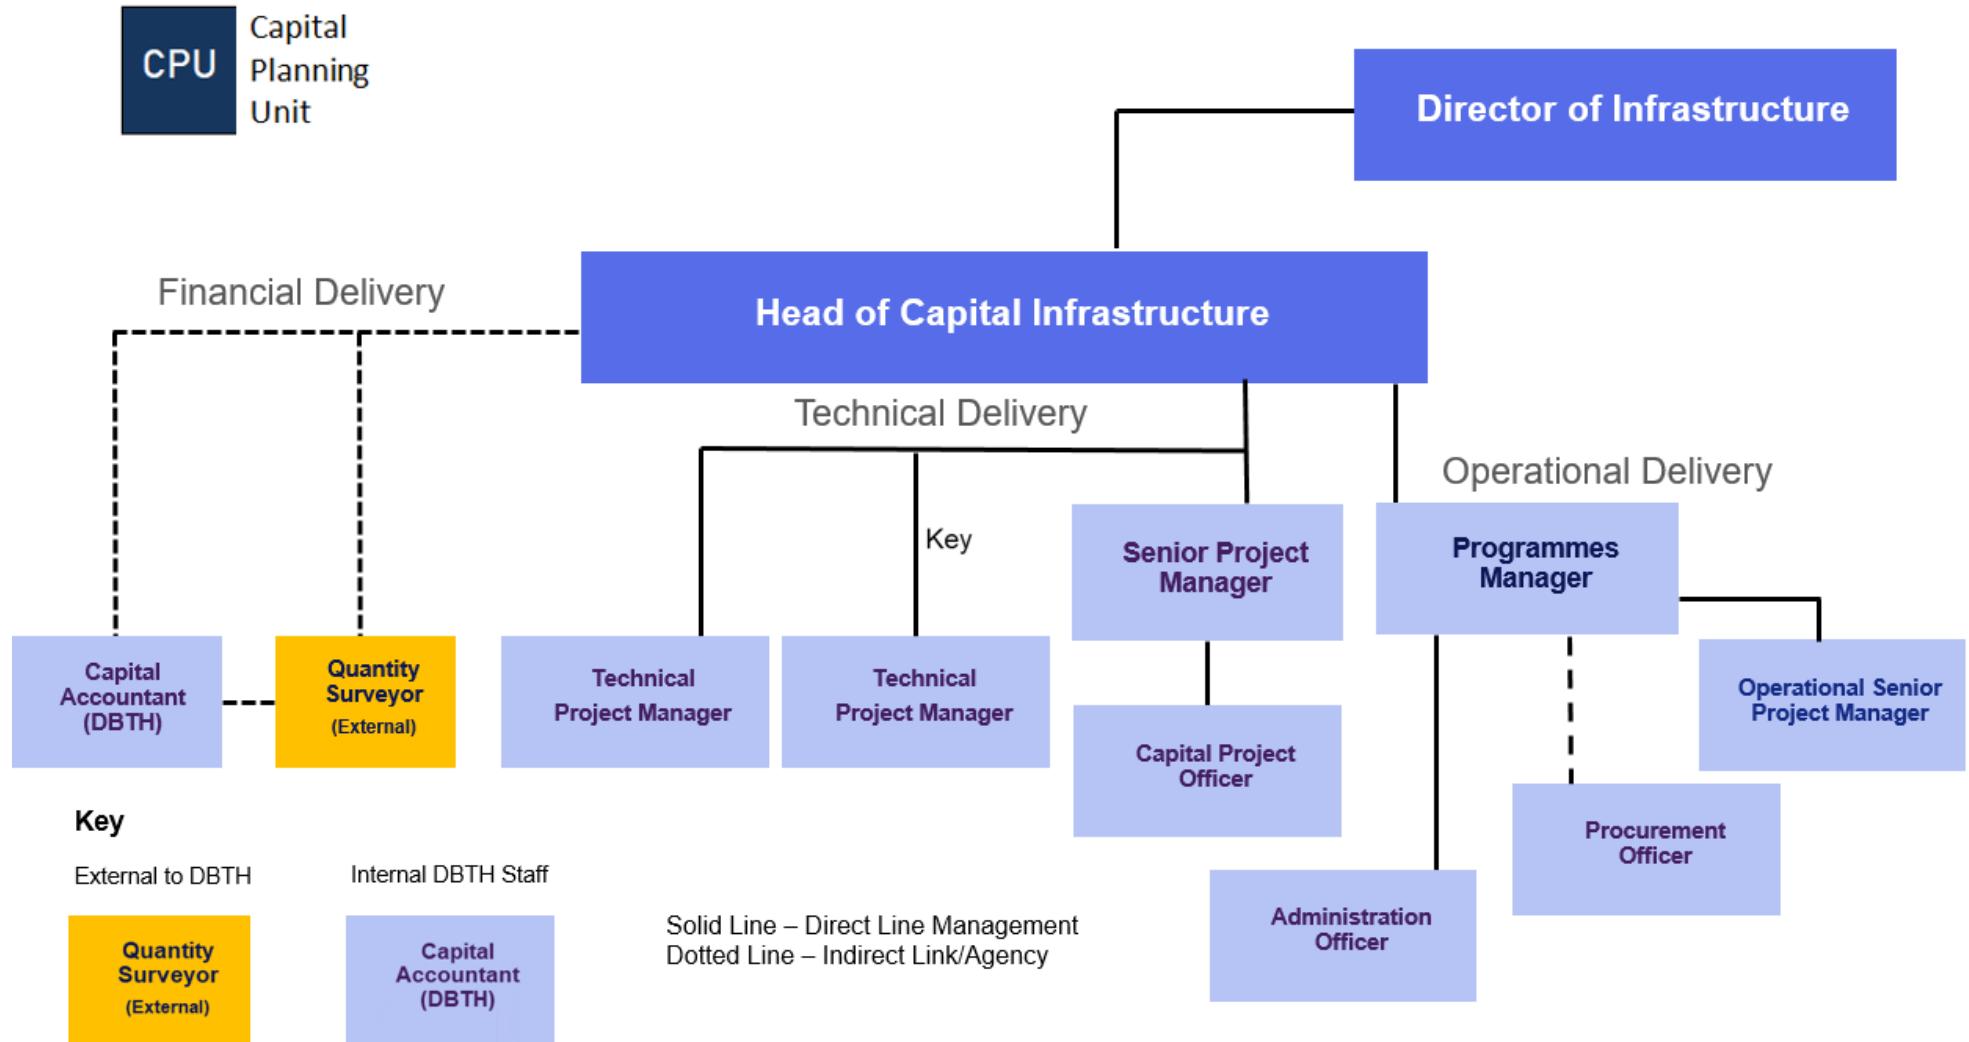 CPU
Capital
Planning
Unit
Director of Infrastructure
Financial Delivery
Head of Capital Infrastructure
Technical Delivery
Operational Delivery
Key
Senior Project
Manager
Programmes
Manager
Capital
Accountant
(DBTH)
Quantity
Surveyor
(External)
Technical
Project Manager
Technical
Project Manager
Capital Project
Officer
Operational Senior
Project Manager
Procurement
Officer
Administration
Officer
Key
External to DBTH
Internal DBTH Staff
Quantity
Surveyor
(External)
Capital
Accountant
(DBTH)
Solid Line – Direct Line Management
Dotted Line – Indirect Link/Agency